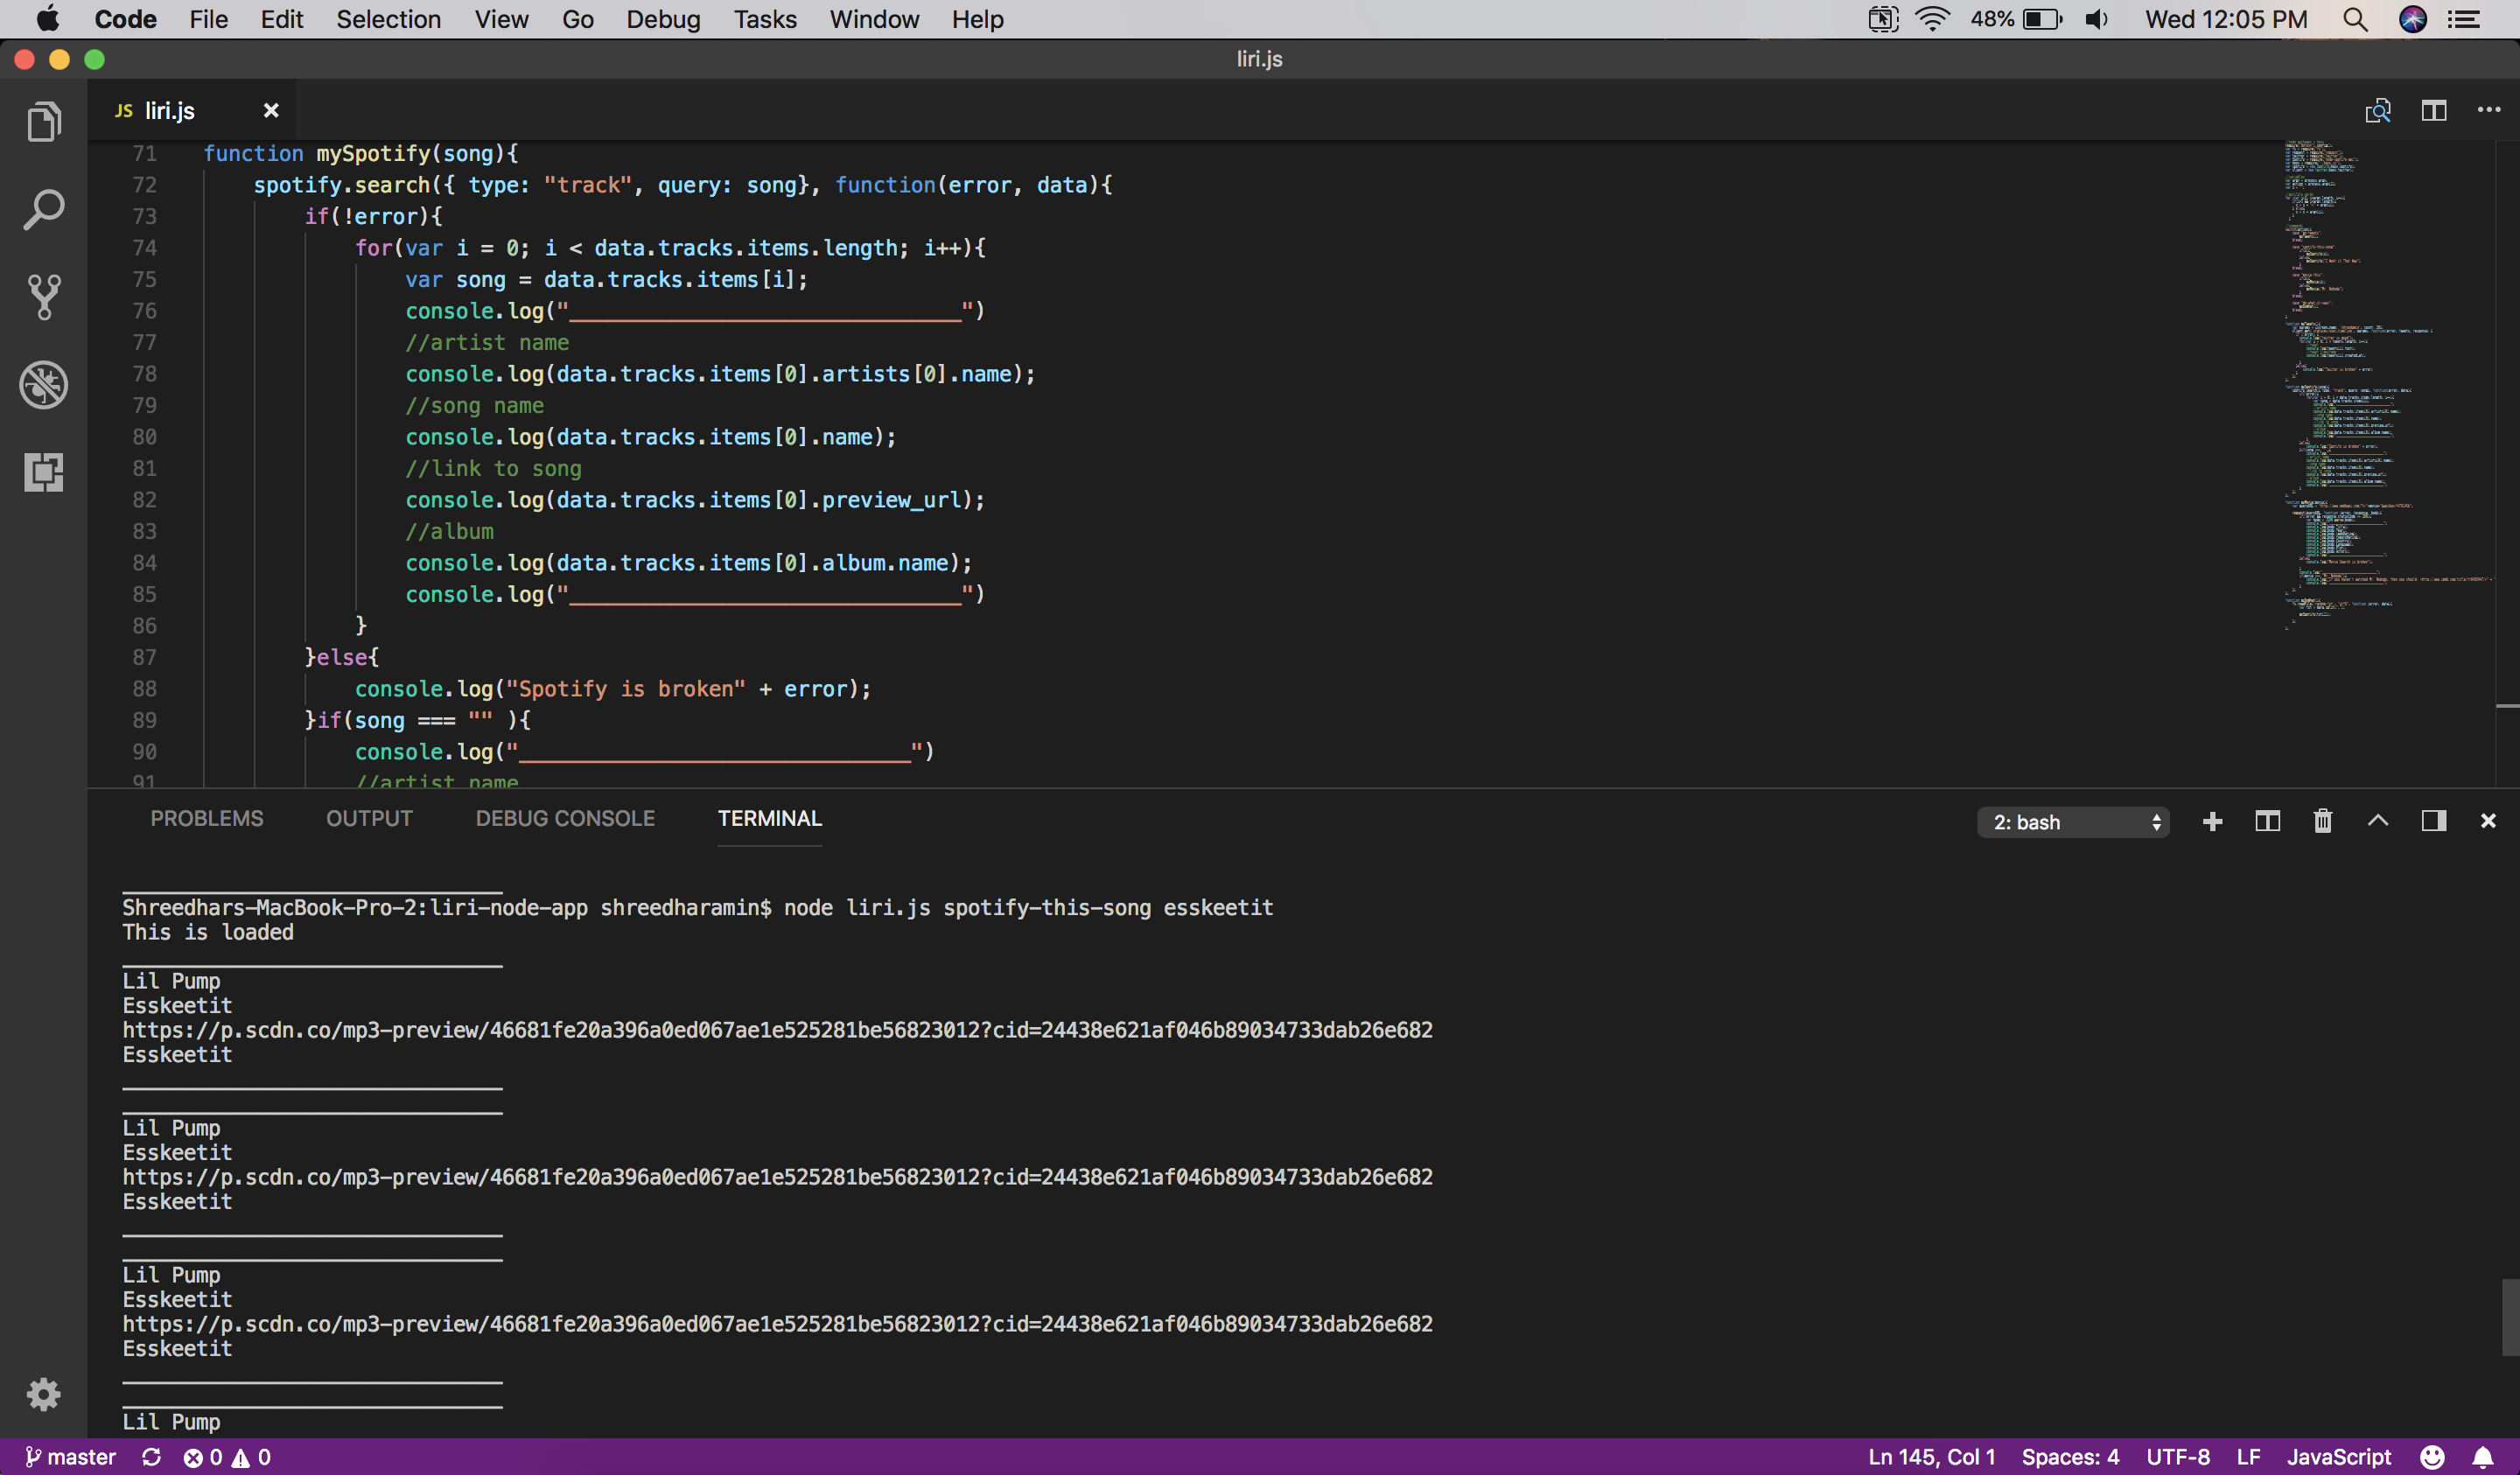 Code File Edit Selection View Go Debug Tasks Window Help 48% Wed 12:05 PM
liri.js
JS liri.js
71 function mySpotify(song){
72 spotify.search({ type: "track", query: song}, function(error, data){
73 if(!error){
74 for(var i = 0; i < data.tracks.items.length; i++){
75 var song = data.tracks.items[i];
76 console.log("_______________________________")
77 //artist name
78 console.log(data.tracks.items[0].artists[0].name);
79 //song name
80 console.log(data.tracks.items[0].name);
81 //link to song
82 console.log(data.tracks.items[0].preview_url);
83 //album
84 console.log(data.tracks.items[0].album.name);
85 console.log("_______________________________")
86 }
87 }else{
88 console.log("Spotify is broken" + error);
89 }if(song === "" ){
90 console.log("_______________________________")
91 //artist name
PROBLEMS OUTPUT DEBUG CONSOLE TERMINAL 2: bash
_______________________________
Shreedhars-MacBook-Pro-2:liri-node-app shreedharamin$ node liri.js spotify-this-song esskeetit
This is loaded
_______________________________
Lil Pump
Esskeetit
https://p.scdn.co/mp3-preview/46681fe20a396a0ed067ae1e525281be56823012?cid=24438e621af046b89034733dab26e682
Esskeetit
_______________________________
_______________________________
Lil Pump
Esskeetit
https://p.scdn.co/mp3-preview/46681fe20a396a0ed067ae1e525281be56823012?cid=24438e621af046b89034733dab26e682
Esskeetit
_______________________________
_______________________________
Lil Pump
Esskeetit
https://p.scdn.co/mp3-preview/46681fe20a396a0ed067ae1e525281be56823012?cid=24438e621af046b89034733dab26e682
Esskeetit
_______________________________
_______________________________
Lil Pump
master 0 0 Ln 145, Col 1 Spaces: 4 UTF-8 LF JavaScript